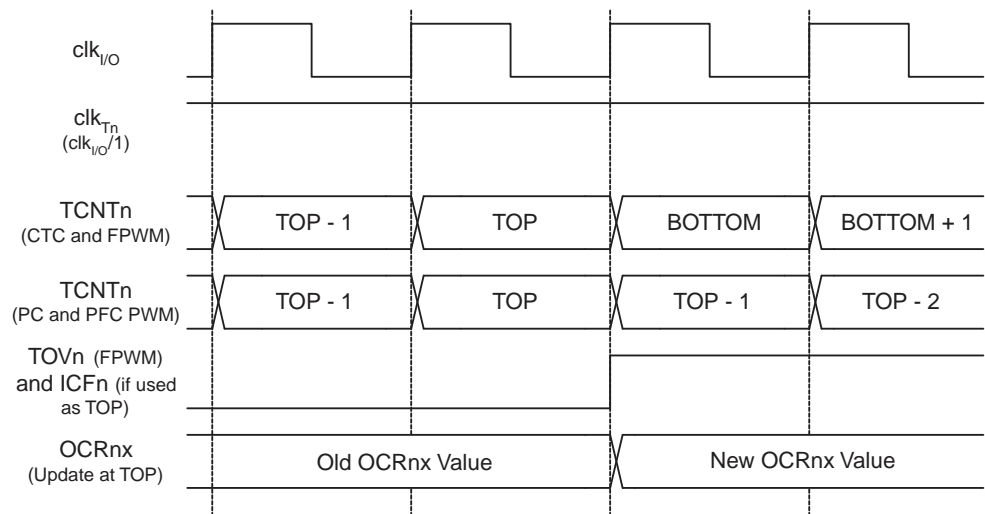 clkI/O
clkTn
(clkI/O/1)
TCNTn
(CTC and FPWM)
TOP - 1
TOP
BOTTOM
BOTTOM + 1
TCNTn
(PC and PFC PWM)
TOP - 1
TOP
TOP - 1
TOP - 2
TOVn (FPWM)
and ICFn (if used
as TOP)
OCRnx
(Update at TOP)
Old OCRnx Value
New OCRnx Value